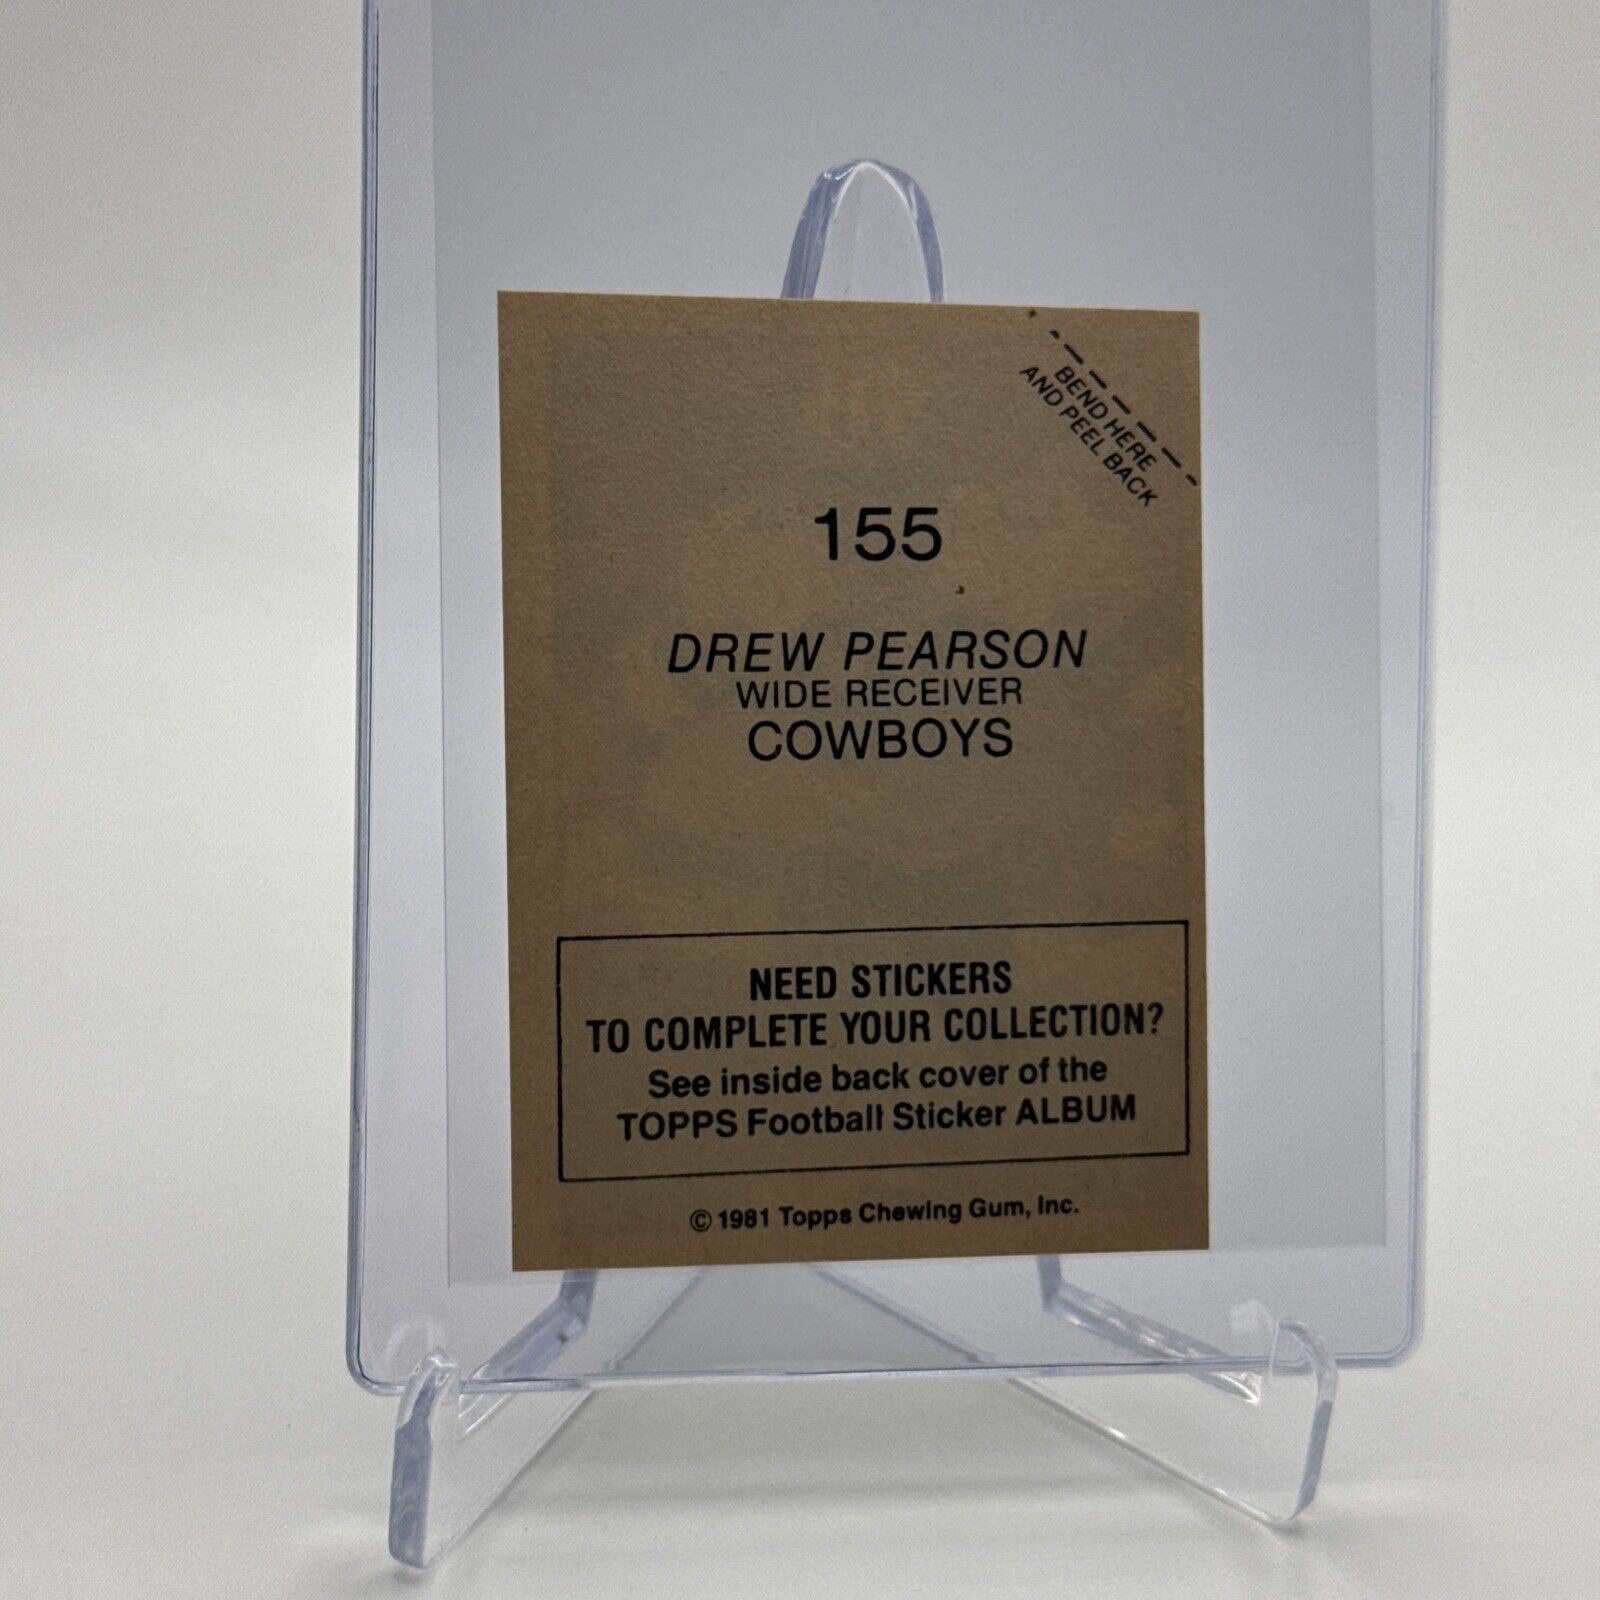 BEND HERE
AND PEEL BACK
155
DREW PEARSON
WIDE RECEIVER
COWBOYS
NEED STICKERS
TO COMPLETE YOUR COLLECTION?
See inside back cover of the
TOPPS Football Sticker ALBUM
© 1981 Topps Chewing Gum, Inc.